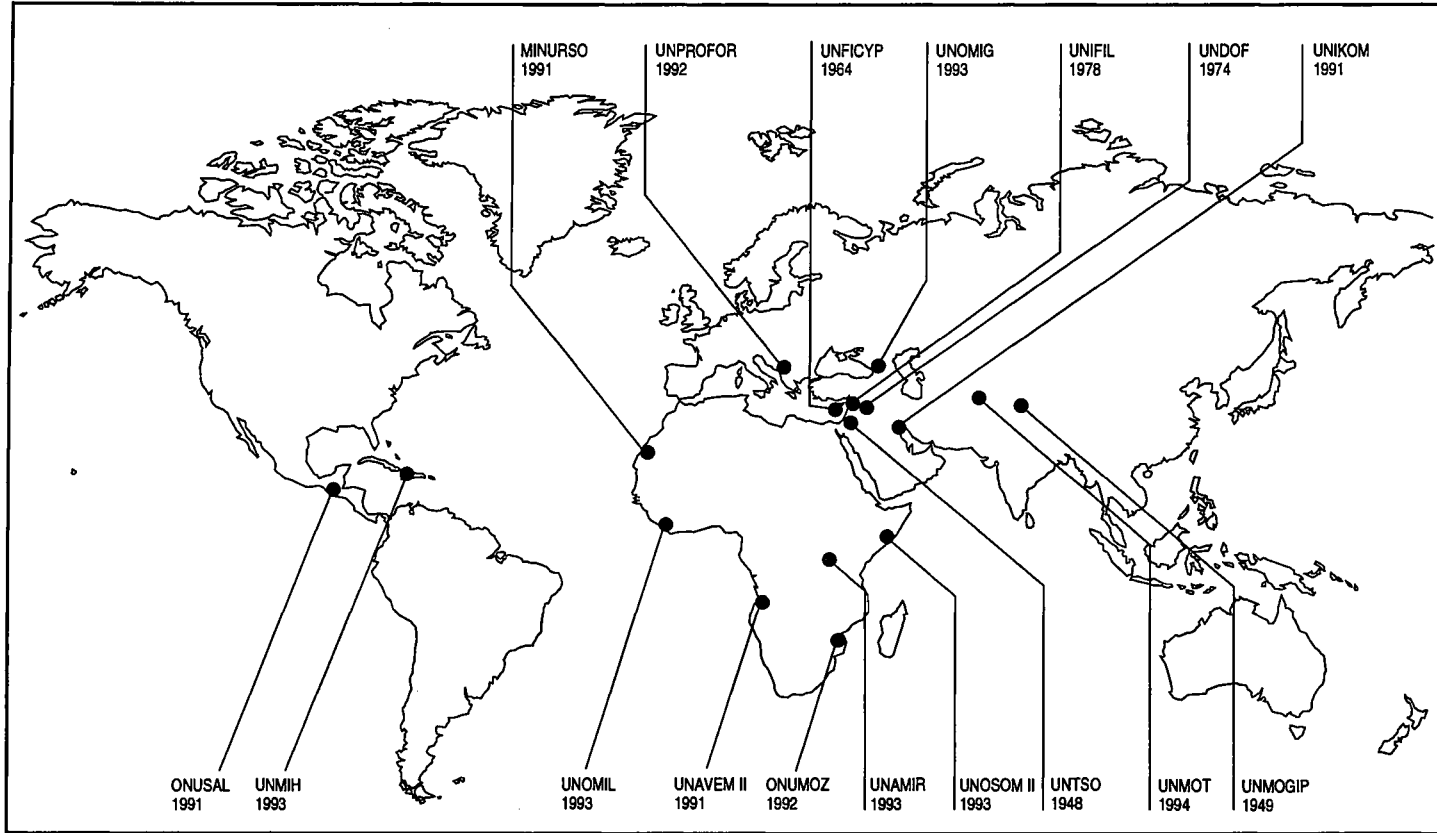 MINURSO
1991
UNPROFOR
1992
UNFICYP
1964
UNOMIG
1993
UNIFIL
1978
UNDOF
1974
UNIKOM
1991
ONUSAL
1991
UNMIH
1993
UNOMIL
1993
UNAVEM II
1991
ONUMOZ
1992
UNAMIR
1993
UNOSOM II
1993
UNTSO
1948
UNMOT
1994
UNMOGIP
1949